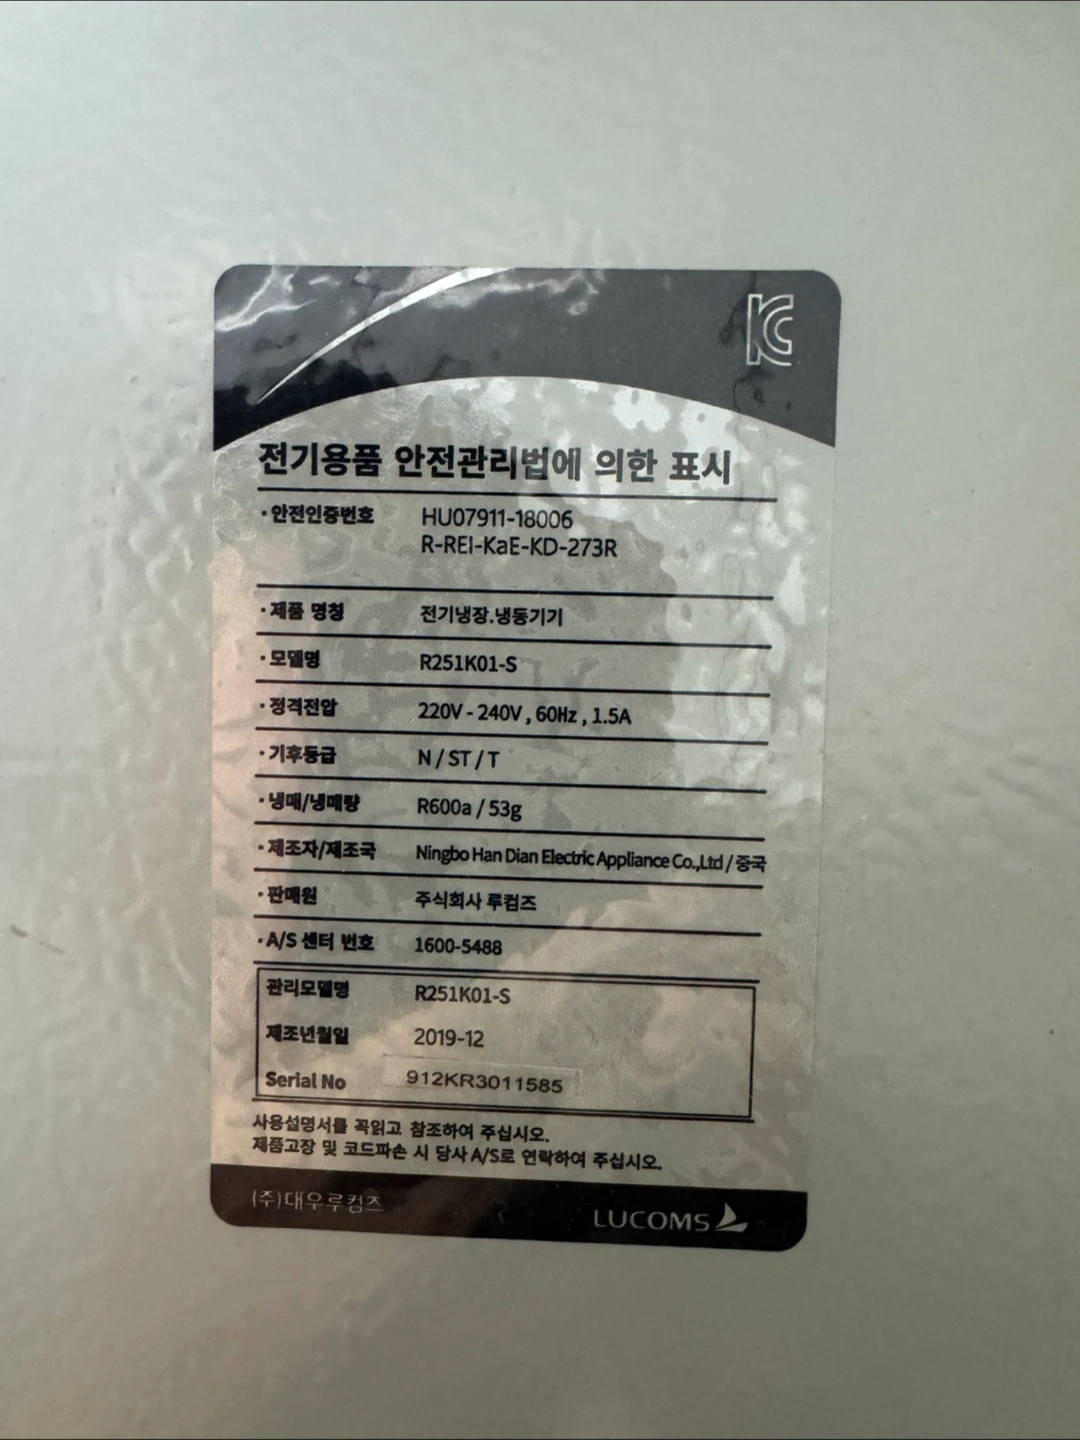 KC
전기용품 안전관리법에 의한 표시
·안전인증번호 HU07911-18006
R-REI-KaE-KD-273R
·제품 명칭 전기냉장.냉동기기
·모델명 R251K01-S
·정격전압 220V - 240V , 60Hz , 1.5A
·기후등급 N / ST / T
·냉매/냉매량 R600a / 53g
·제조자/제조국 Ningbo Han Dian Electric Appliance Co.,Ltd / 중국
·판매원 주식회사 루컴즈
·A/S 센터 번호 1600-5488
관리모델명 R251K01-S
제조년월일 2019-12
Serial No 912KR3011585
사용설명서를 꼭읽고 참조하여 주십시오.
제품고장 및 코드파손 시 당사 A/S로 연락하여 주십시오.
(주)대우루컴즈 LUCOMS